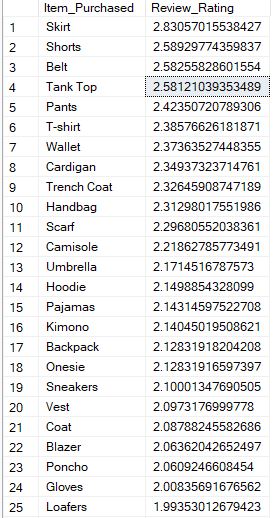 Item_Purchased Review_Rating
1 Skirt 2.83057015538427
2 Shorts 2.58929774359837
3 Belt 2.58255828601554
4 Tank Top 2.58121039353489
5 Pants 2.42350720789306
6 T-shirt 2.38576626181871
7 Wallet 2.37363527448355
8 Cardigan 2.34937323714761
9 Trench Coat 2.32645908747189
10 Handbag 2.31298017551986
11 Scarf 2.29680552038361
12 Camisole 2.21862785773491
13 Umbrella 2.1714516787573
14 Hoodie 2.1498854328099
15 Pajamas 2.14314597522708
16 Kimono 2.14045019508621
17 Backpack 2.12831918204208
18 Onesie 2.12831916597397
19 Sneakers 2.10001347690505
20 Vest 2.0973176999778
21 Coat 2.08788245582686
22 Blazer 2.06362042652497
23 Poncho 2.0609246608454
24 Gloves 2.00835691676562
25 Loafers 1.99353012679423